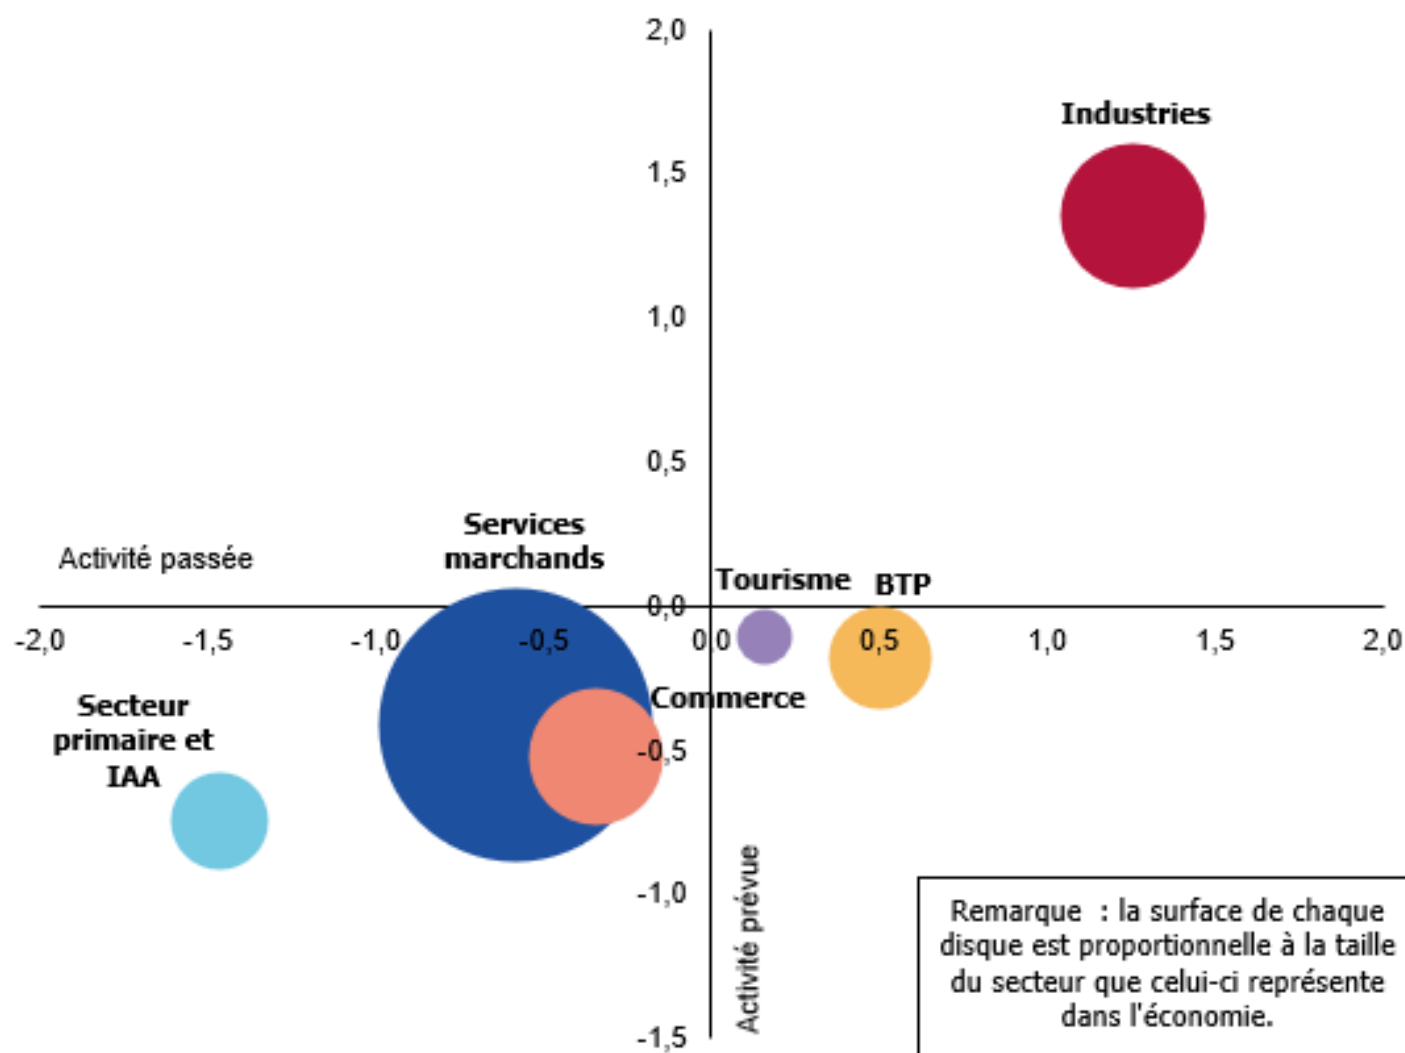 2,0
Industries
1,5
1,0
0,5
Services
marchands
Activité passée
Tourisme
BTP
0,0
-2,0
-1,5
-1,0
-0,5
0,0
0,5
1,0
1,5
2,0
Commerce
Secteur
primaire et
IAA
-0,5
-1,0
Activité prévue
-1,5
Remarque : la surface de chaque
disque est proportionnelle à la taille
du secteur que celui-ci représente
dans l'économie.